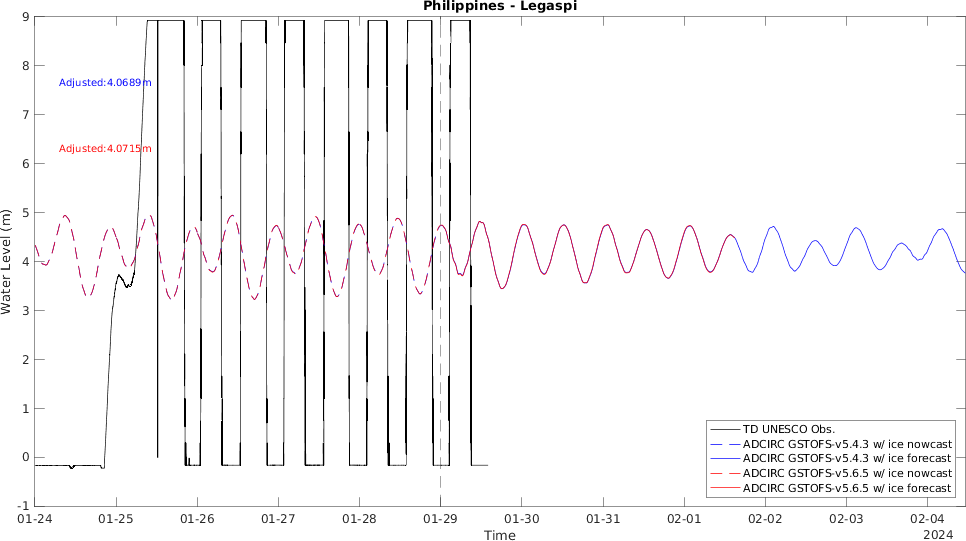 Philippines - Legaspi
9
8
7
6
5
4
3
2
1
0
-1
Water Level (m)
Adjusted:4.0689m
Adjusted:4.0715m
TD UNESCO Obs.
ADCIRC GSTOFS-v5.4.3 w/ ice nowcast
ADCIRC GSTOFS-v5.4.3 w/ ice forecast
ADCIRC GSTOFS-v5.6.5 w/ ice nowcast
ADCIRC GSTOFS-v5.6.5 w/ ice forecast
01-24 01-25 01-26 01-27 01-28 01-29 01-30 01-31 02-01 02-02 02-03 02-04
Time
2024